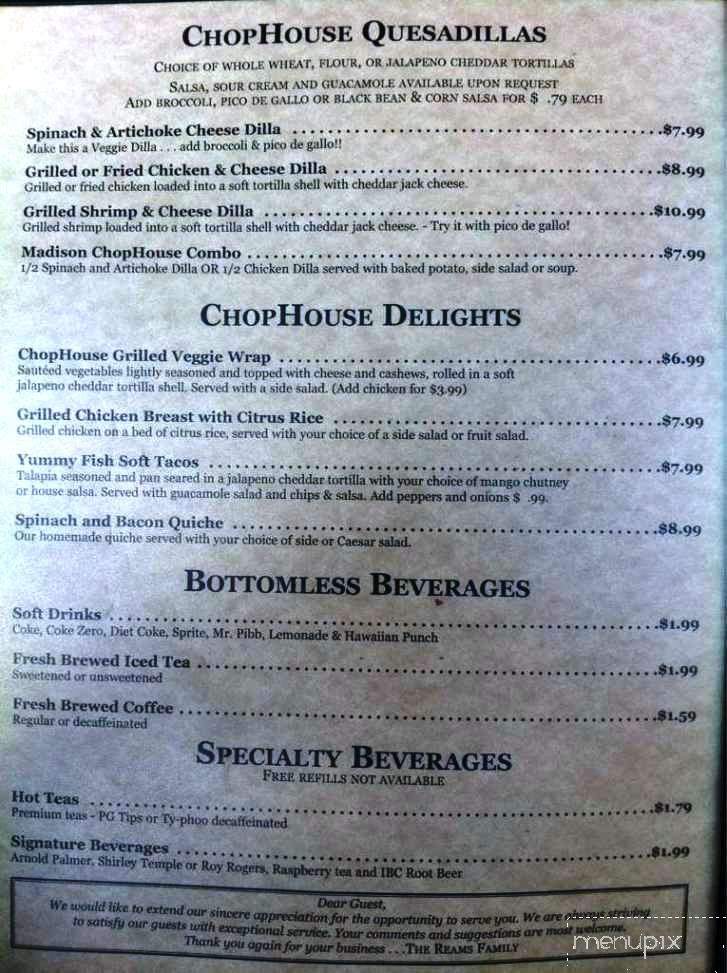 ChopHouse Quesadillas
Choice of whole wheat, flour, or jalapeno cheddar tortillas
Salsa, sour cream and guacamole available upon request
Add broccoli, pico de gallo or black bean & corn salsa for $ .79 each
Spinach & Artichoke Cheese Dilla ................................$7.99
Make this a Veggie Dilla . . . add broccoli & pico de gallo!!
Grilled or Fried Chicken & Cheese Dilla ................................$8.99
Grilled or fried chicken loaded into a soft tortilla shell with cheddar jack cheese.
Grilled Shrimp & Cheese Dilla ................................$10.99
Grilled shrimp loaded into a soft tortilla shell with cheddar jack cheese. - Try it with pico de gallo!
Madison ChopHouse Combo ................................$7.99
1/2 Spinach and Artichoke Dilla OR 1/2 Chicken Dilla served with baked potato, side salad or soup.
ChopHouse Delights
ChopHouse Grilled Veggie Wrap ................................$6.99
Sautéed vegetables lightly seasoned and topped with cheese and cashews, rolled in a soft
jalapeno cheddar tortilla shell. Served with a side salad. (Add chicken for $3.99)
Grilled Chicken Breast with Citrus Rice ................................$7.99
Grilled chicken on a bed of citrus rice, served with your choice of a side salad or fruit salad.
Yummy Fish Soft Tacos ................................$7.99
Talapia seasoned and pan seared in a jalapeno cheddar tortilla with your choice of mango chutney
or house salsa. Served with guacamole salad and chips & salsa. Add peppers and onions $ .99.
Spinach and Bacon Quiche ................................$8.99
Our homemade quiche served with your choice of side or Caesar salad.
Bottomless Beverages
Soft Drinks ................................$1.99
Coke, Coke Zero, Diet Coke, Sprite, Mr. Pibb, Lemonade & Hawaiian Punch
Fresh Brewed Iced Tea ................................$1.99
Sweetened or unsweetened
Fresh Brewed Coffee ................................$1.59
Regular or decaffeinated
Specialty Beverages
Free refills not available
Hot Teas ................................$1.79
Premium teas - PG Tips or Ty-phoo decaffeinated
Signature Beverages ................................$1.99
Arnold Palmer, Shirley Temple or Roy Rogers, Raspberry tea and IBC Root Beer
Dear Guest,
We would like to extend our sincere appreciation for the opportunity to serve you. We are always striving
to satisfy our guests with exceptional service. Your comments and suggestions are most welcome.
Thank you again for your business . . . The Reams Family
menupix